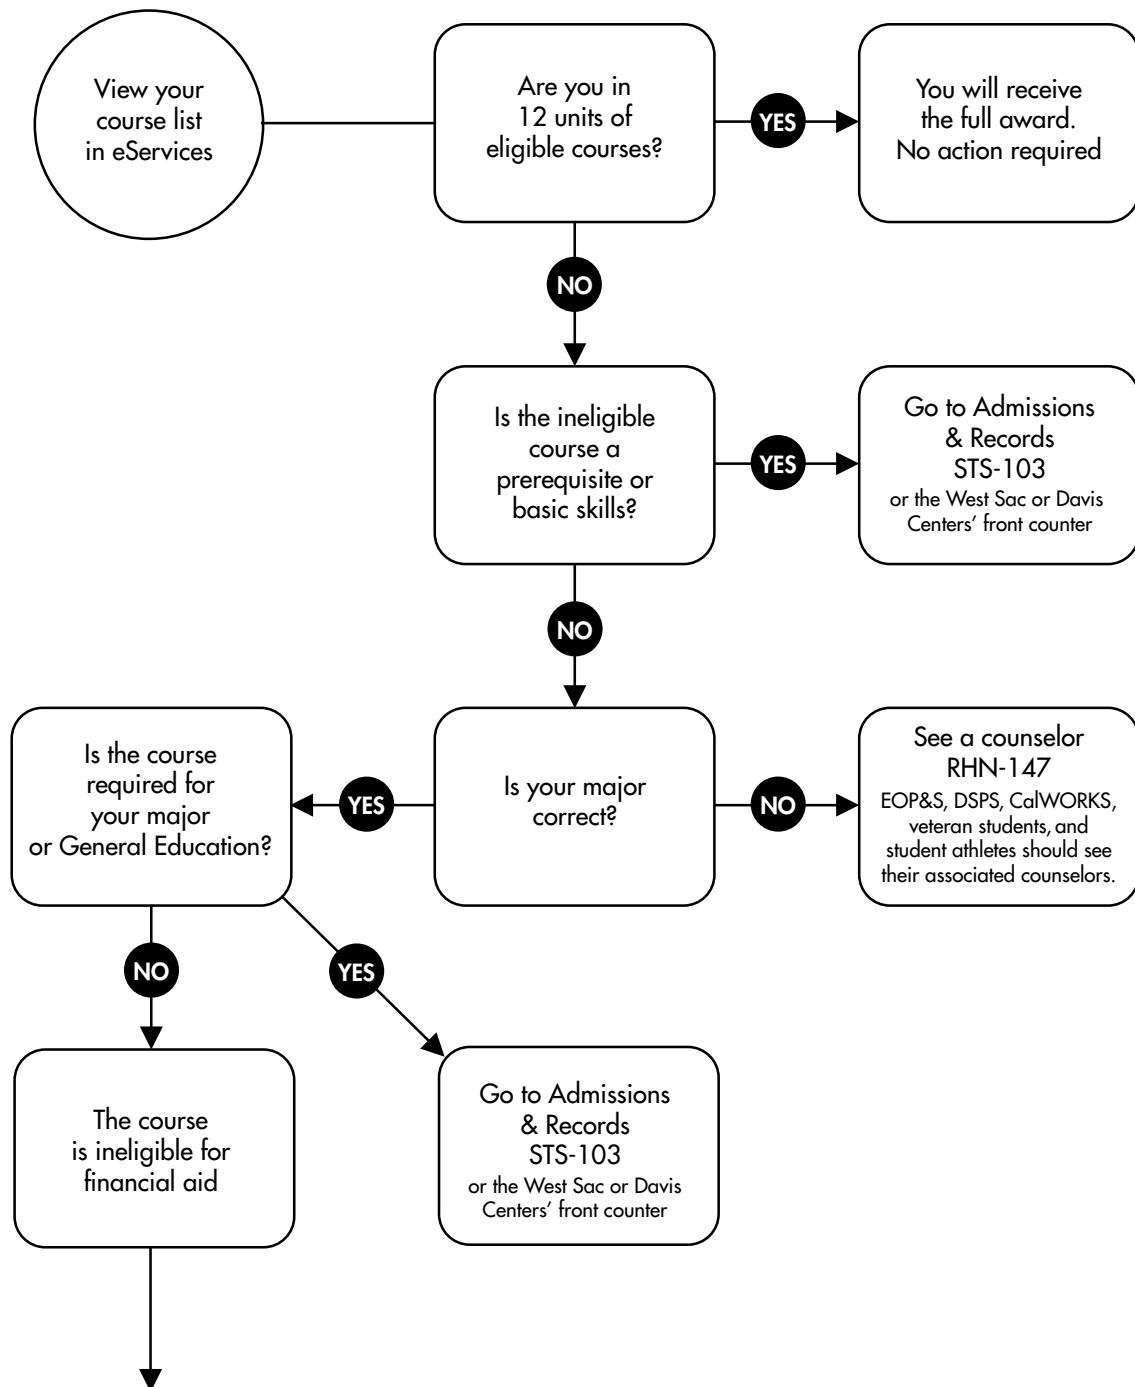 View your
course list
in eServices
Are you in
12 units of
eligible courses?
YES
You will receive
the full award.
No action required
NO
Is the ineligible
course a
prerequisite or
basic skills?
YES
Go to Admissions
& Records
STS-103
or the West Sac or Davis
Centers’ front counter
NO
Is your major
correct?
NO
See a counselor
RHN-147
EOP&S, DSPS, CalWORKS,
veteran students, and
student athletes should see
their associated counselors.
YES
Is the course
required for
your major
or General Education?
NO
YES
The course
is ineligible for
financial aid
Go to Admissions
& Records
STS-103
or the West Sac or Davis
Centers’ front counter